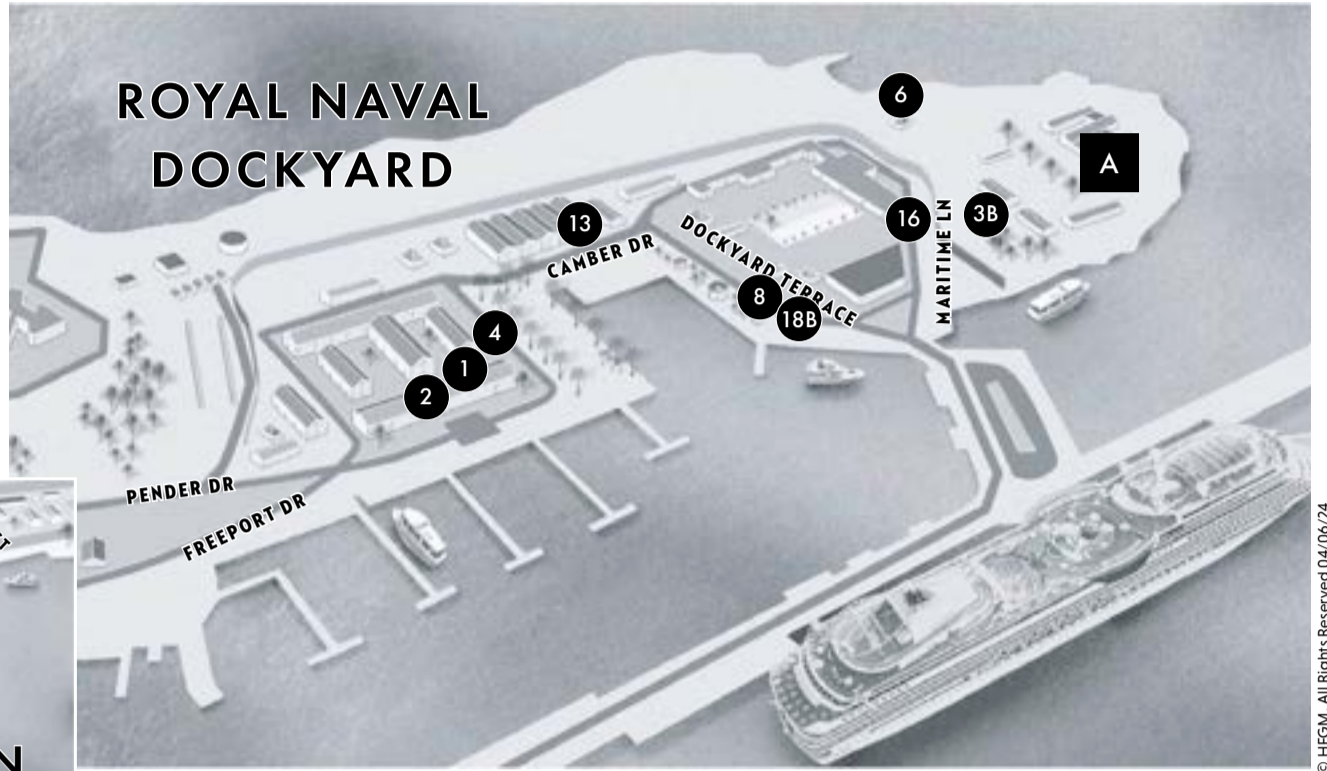 ROYAL NAVAL
DOCKYARD
6
A
13
16
3B
MARITIME LN
CAMBER DR
DOCKYARD TERRACE
8
18B
4
1
2
PENDER DR
FREEPORT DR
© HFGM. All Rights Reserved 04/06/24